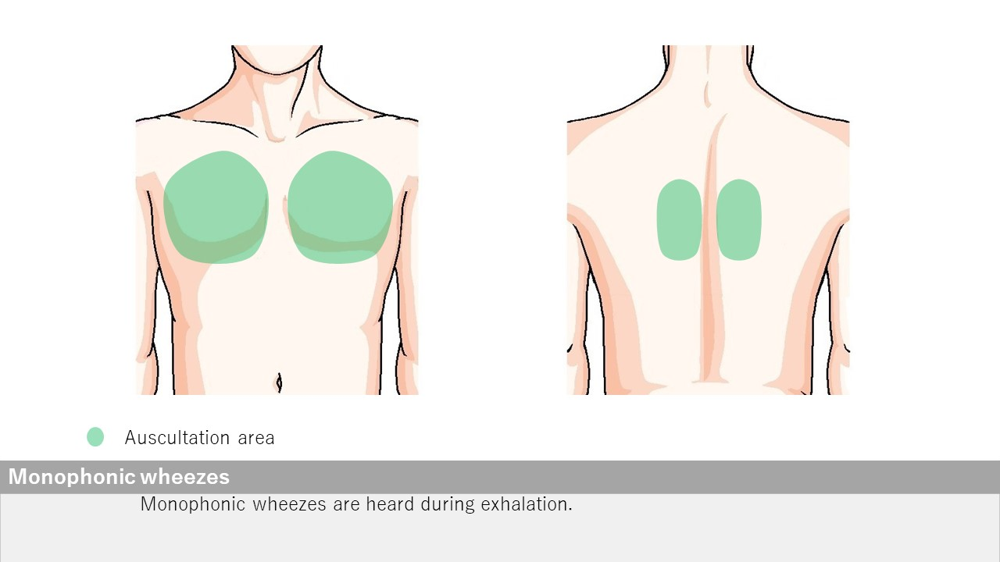 Auscultation area
Monophonic wheezes
Monophonic wheezes are heard during exhalation.